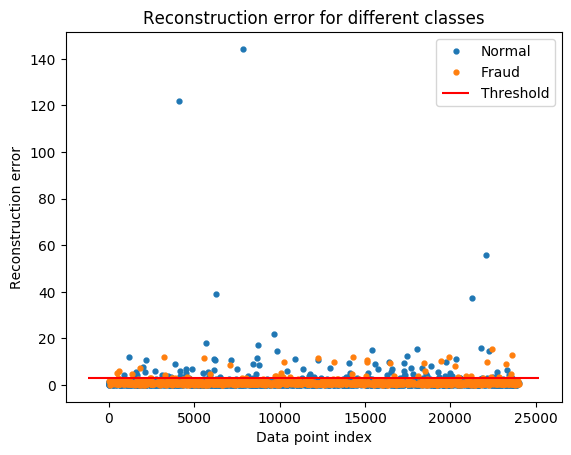 Reconstruction error for different classes
Normal
Fraud
Threshold
140
120
100
80
60
40
20
0
Reconstruction error
0
5000
10000
15000
20000
25000
Data point index